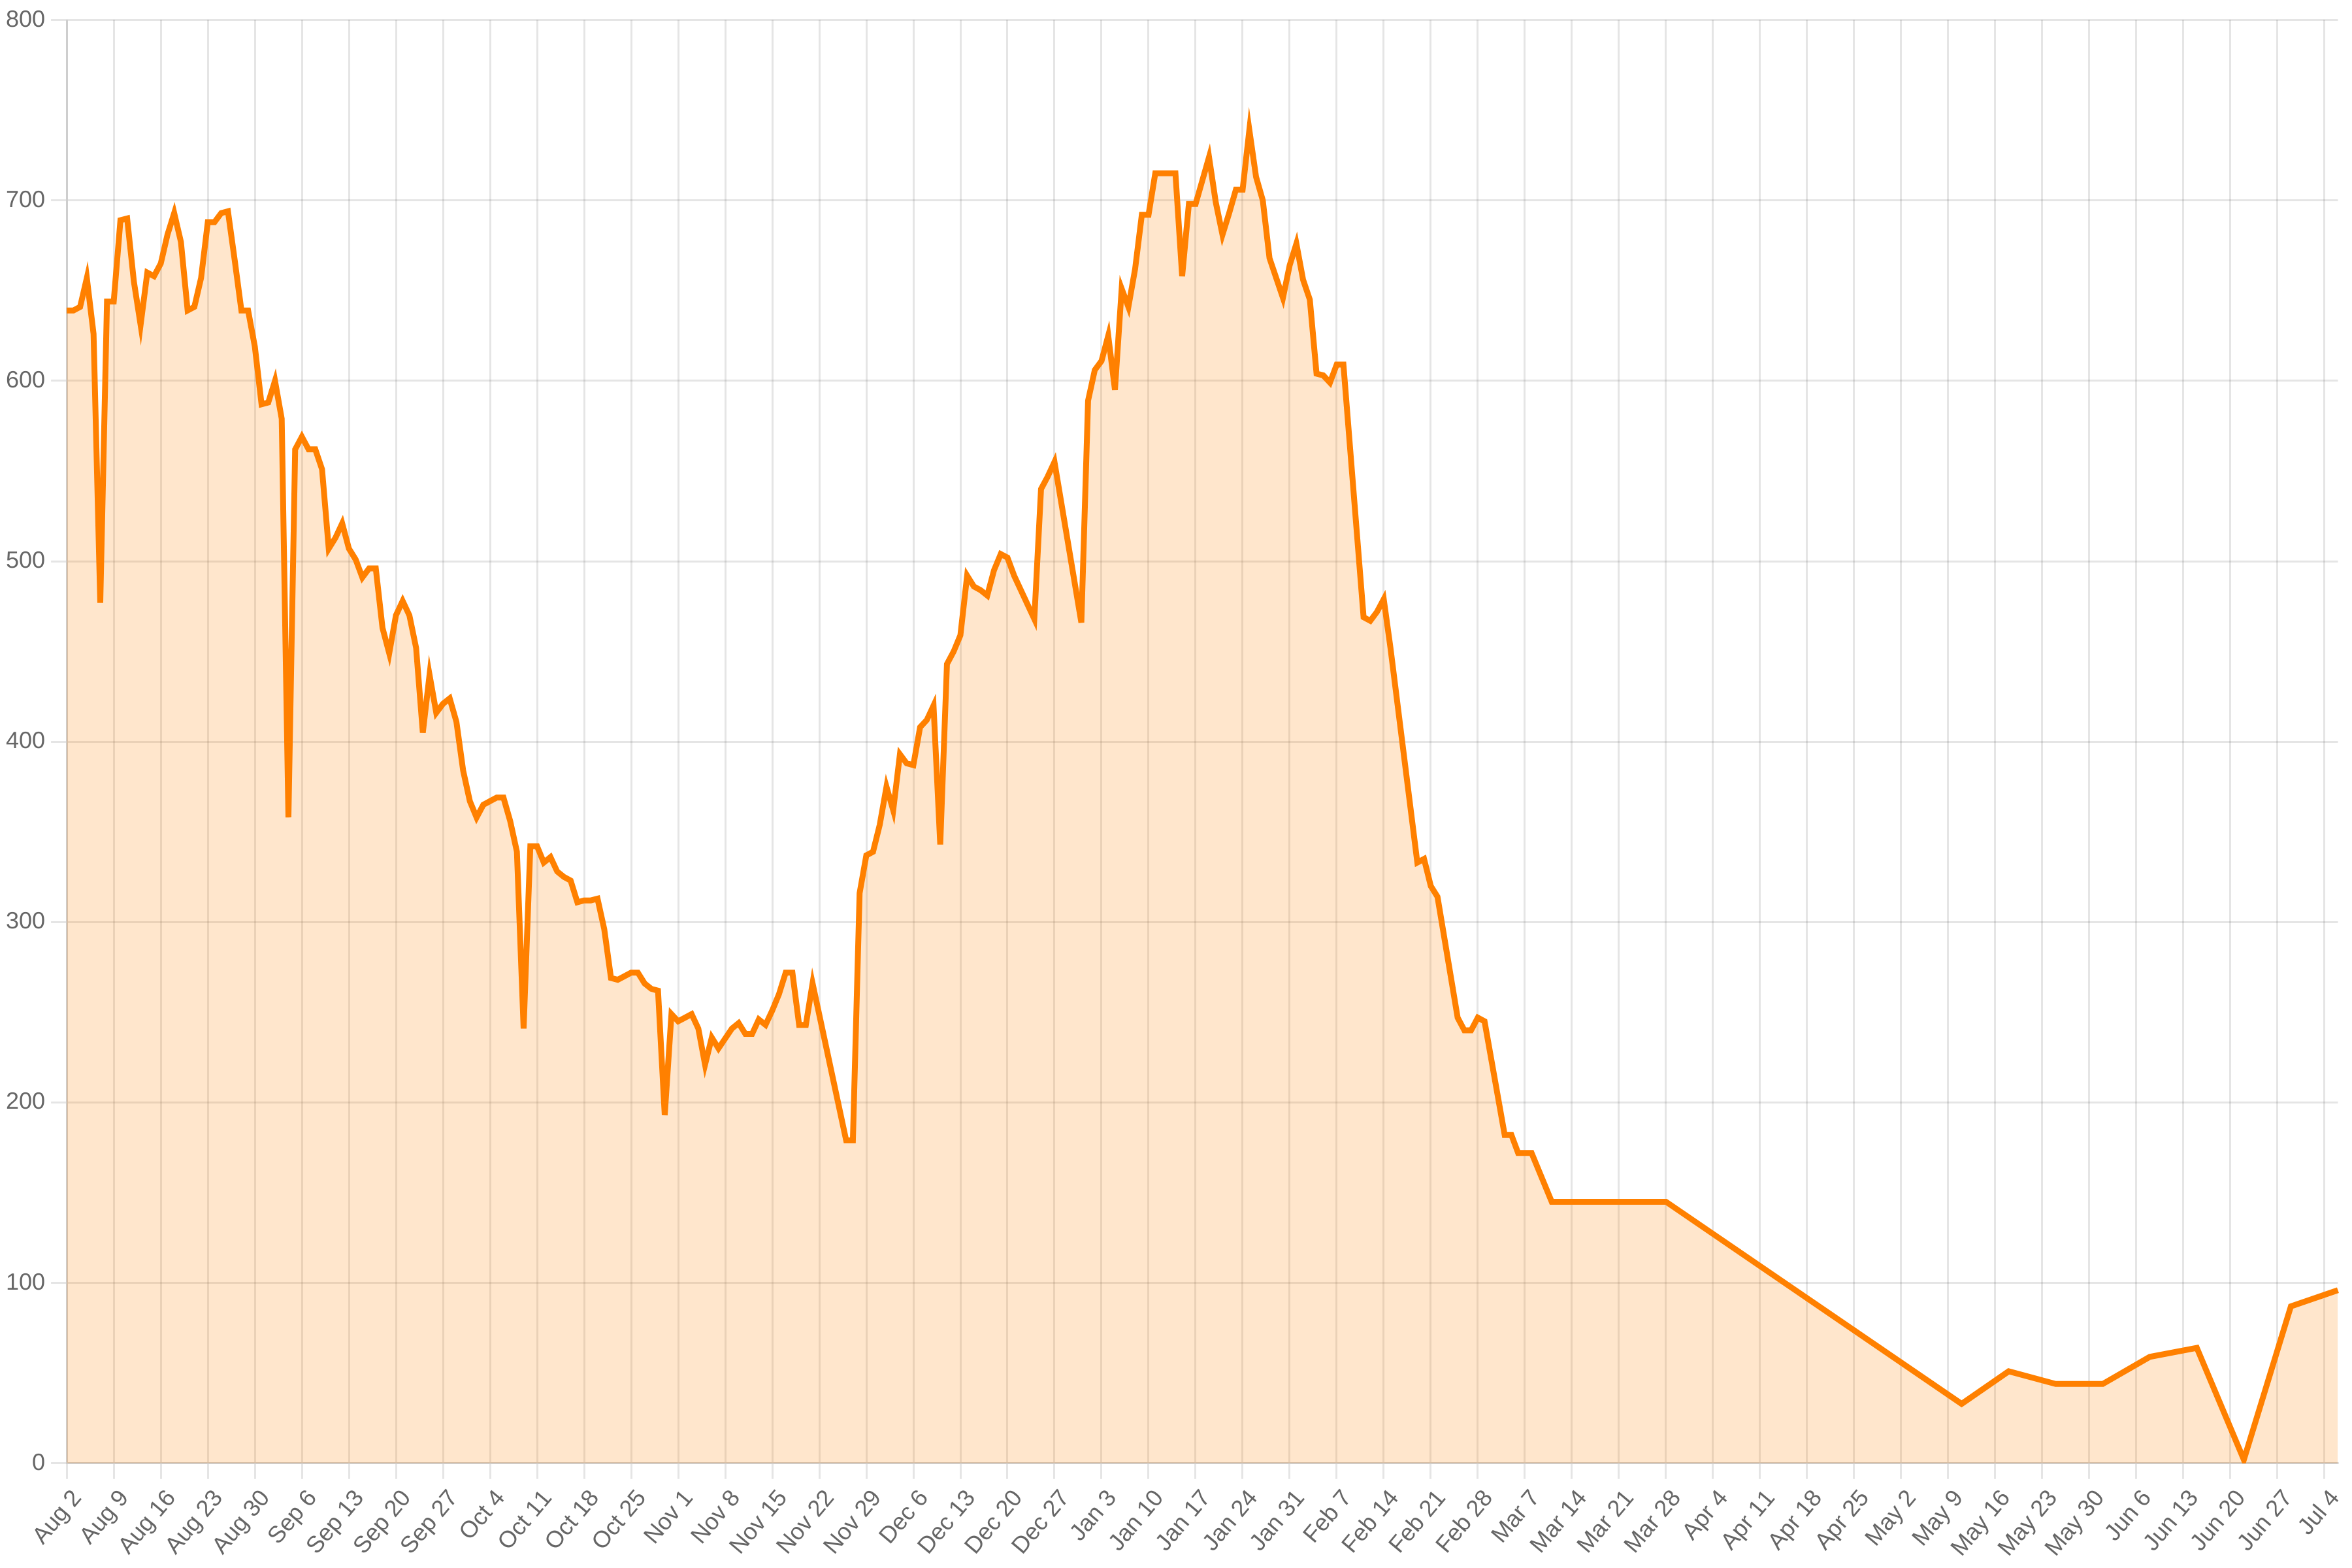 800
700
600
500
400
300
200
100
0
Aug 2
Aug 9
Aug 16
Aug 23
Aug 30
Sep 6
Sep 13
Sep 20
Sep 27
Oct 4
Oct 11
Oct 18
Oct 25
Nov 1
Nov 8
Nov 15
Nov 22
Nov 29
Dec 6
Dec 13
Dec 20
Dec 27
Jan 3
Jan 10
Jan 17
Jan 24
Jan 31
Feb 7
Feb 14
Feb 21
Feb 28
Mar 7
Mar 14
Mar 21
Mar 28
Apr 4
Apr 11
Apr 18
Apr 25
May 2
May 9
May 16
May 23
May 30
Jun 6
Jun 13
Jun 20
Jun 27
Jul 4